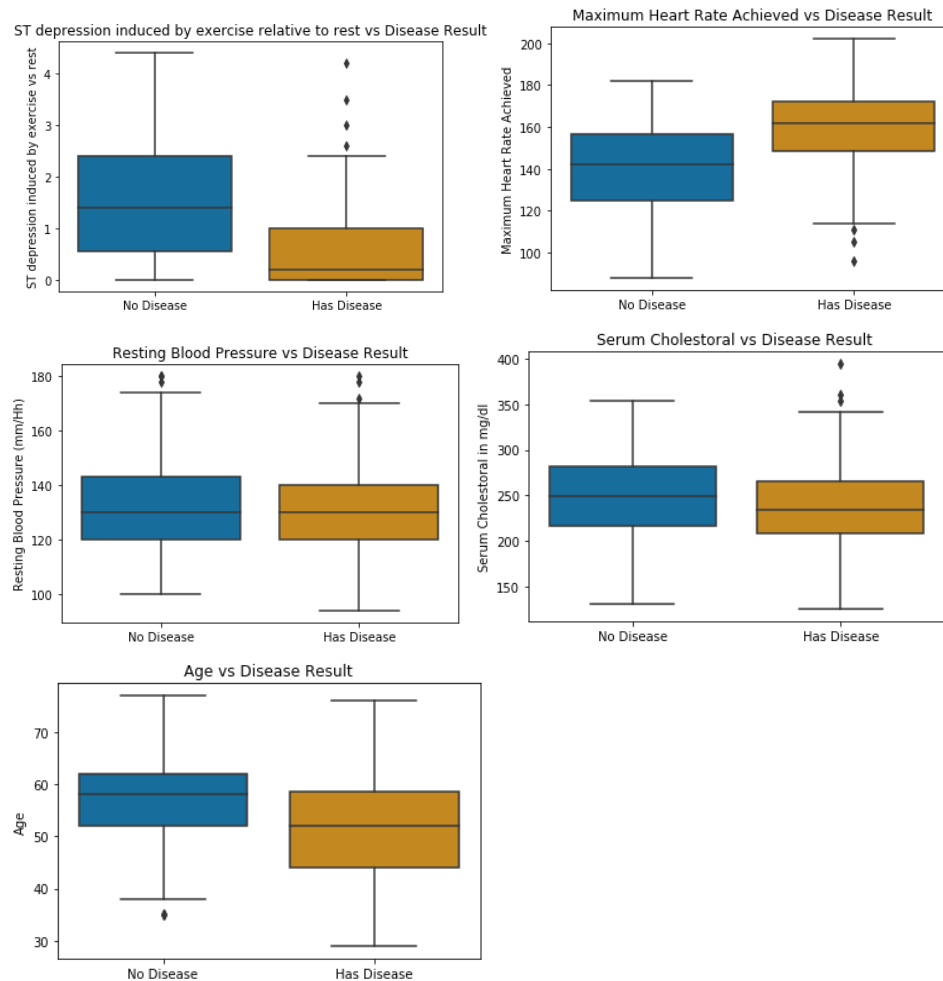 ST depression induced by exercise relative to rest vs Disease Result
ST depression induced by exercise vs rest
4
3
2
1
0
No Disease
Has Disease
Maximum Heart Rate Achieved vs Disease Result
Maximum Heart Rate Achieved
200
180
160
140
120
100
No Disease
Has Disease
Resting Blood Pressure vs Disease Result
Resting Blood Pressure (mm/Hh)
180
160
140
120
100
No Disease
Has Disease
Serum Cholestoral vs Disease Result
Serum Cholestoral in mg/dl
400
350
300
250
200
150
No Disease
Has Disease
Age vs Disease Result
Age
70
60
50
40
30
No Disease
Has Disease